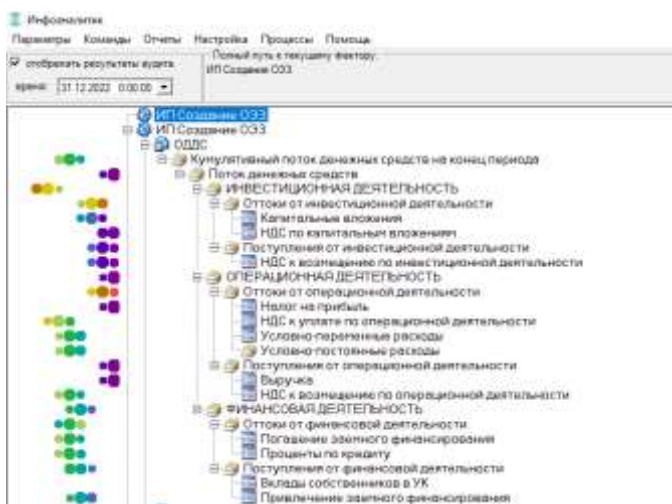 Инфоаналитик
Параметры Команды Отчеты Настройка Процессы Помощь
отображать результаты аудита
Полный путь к текущему фактору:
ИП Создание ОЭЗ
время: 31.12.2022 0:00:00
ИП Создание ОЭЗ
ИП Создание ОЭЗ
ОДДС
Кумулятивный поток денежных средств на конец периода
Поток денежных средств
ИНВЕСТИЦИОННАЯ ДЕЯТЕЛЬНОСТЬ
Оттоки от инвестиционной деятельности
Капитальные вложения
НДС по капитальным вложениям
Поступления от инвестиционной деятельности
НДС к возмещению по инвестиционной деятельности
ОПЕРАЦИОННАЯ ДЕЯТЕЛЬНОСТЬ
Оттоки от операционной деятельности
Налог на прибыль
НДС к уплате по операционной деятельности
Условно-переменные расходы
Условно-постоянные расходы
Поступления от операционной деятельности
Выручка
НДС к возмещению по операционной деятельности
ФИНАНСОВАЯ ДЕЯТЕЛЬНОСТЬ
Оттоки от финансовой деятельности
Погашение заемного финансирования
Проценты по кредиту
Поступления от финансовой деятельности
Вклады собственников в УК
Привлечение заемного финансирования